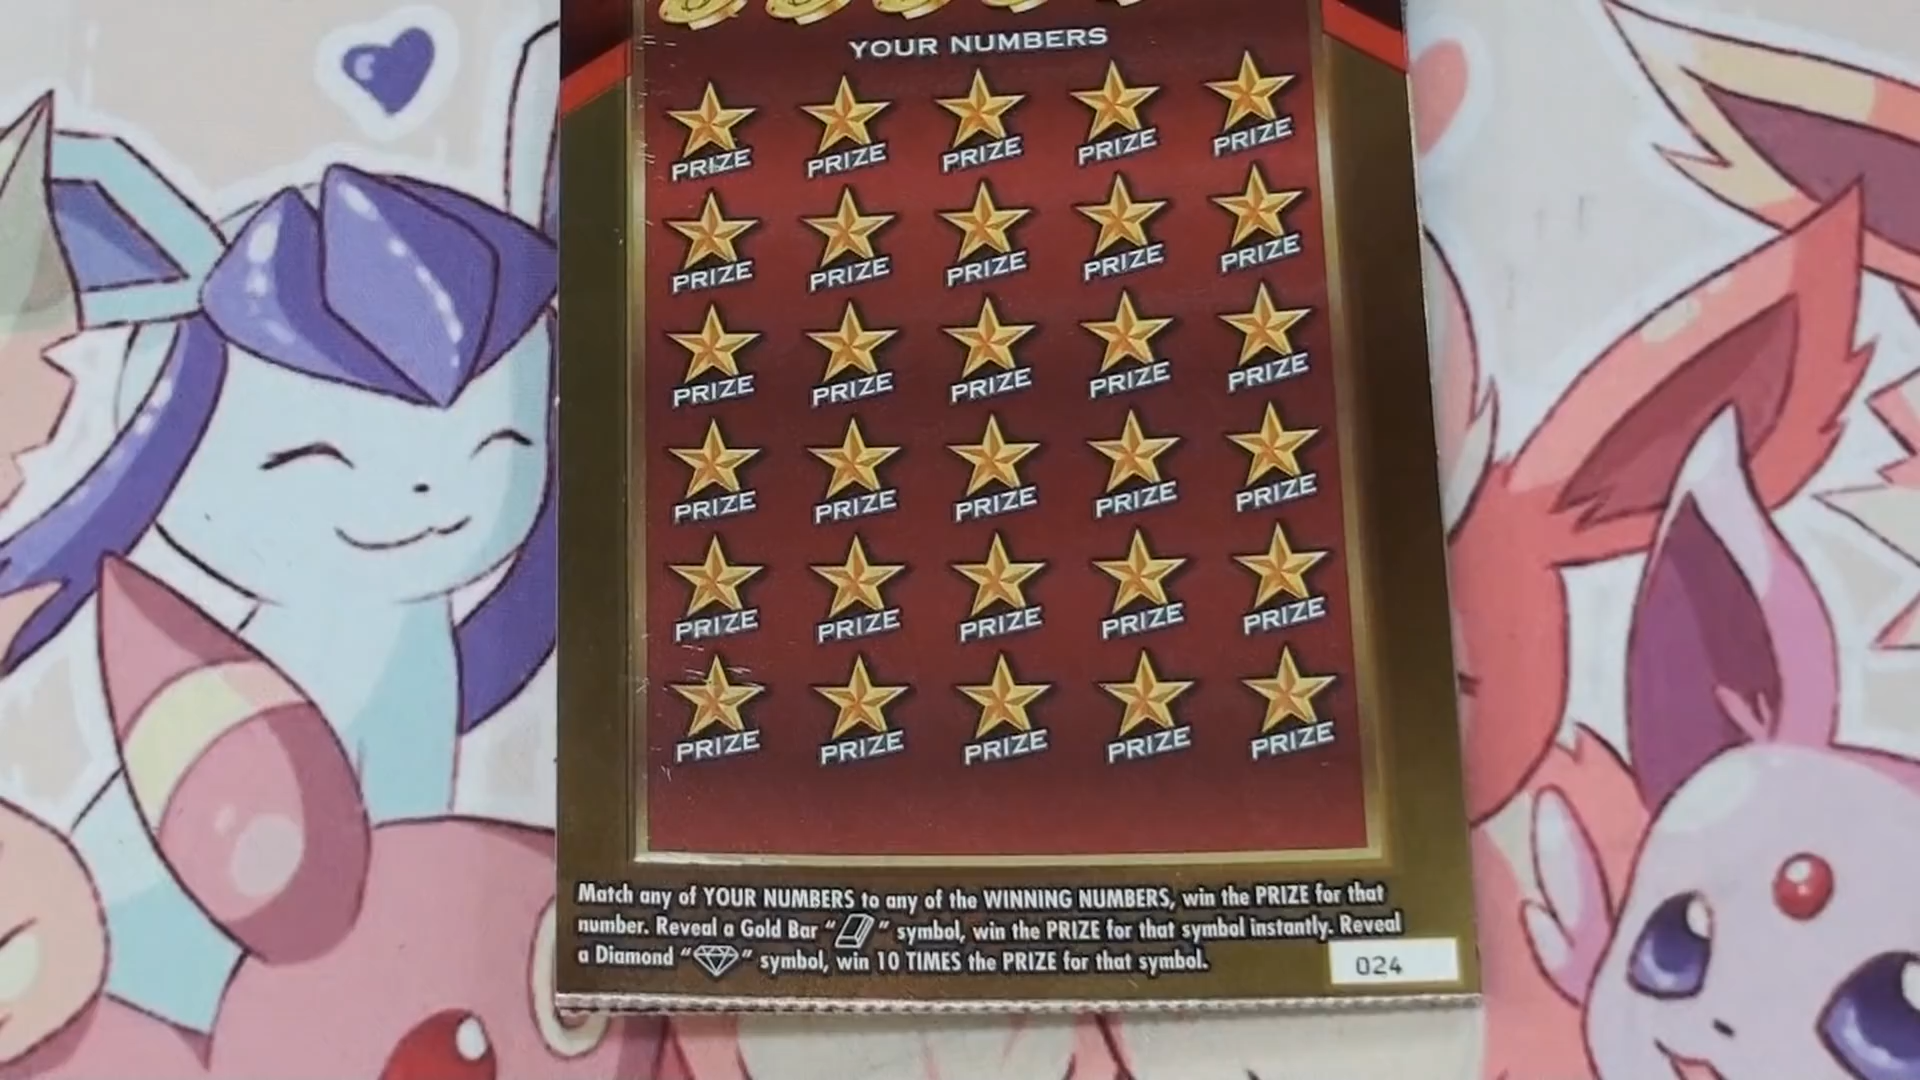 YOUR NUMBERS
PRIZE PRIZE PRIZE PRIZE PRIZE
PRIZE PRIZE PRIZE PRIZE PRIZE
PRIZE PRIZE PRIZE PRIZE PRIZE
PRIZE PRIZE PRIZE PRIZE PRIZE
PRIZE PRIZE PRIZE PRIZE PRIZE
PRIZE PRIZE PRIZE PRIZE PRIZE
Match any of YOUR NUMBERS to any of the WINNING NUMBERS, win the PRIZE for that
number. Reveal a Gold Bar “ ” symbol, win the PRIZE for that symbol instantly. Reveal
a Diamond “ ” symbol, win 10 TIMES the PRIZE for that symbol.
024